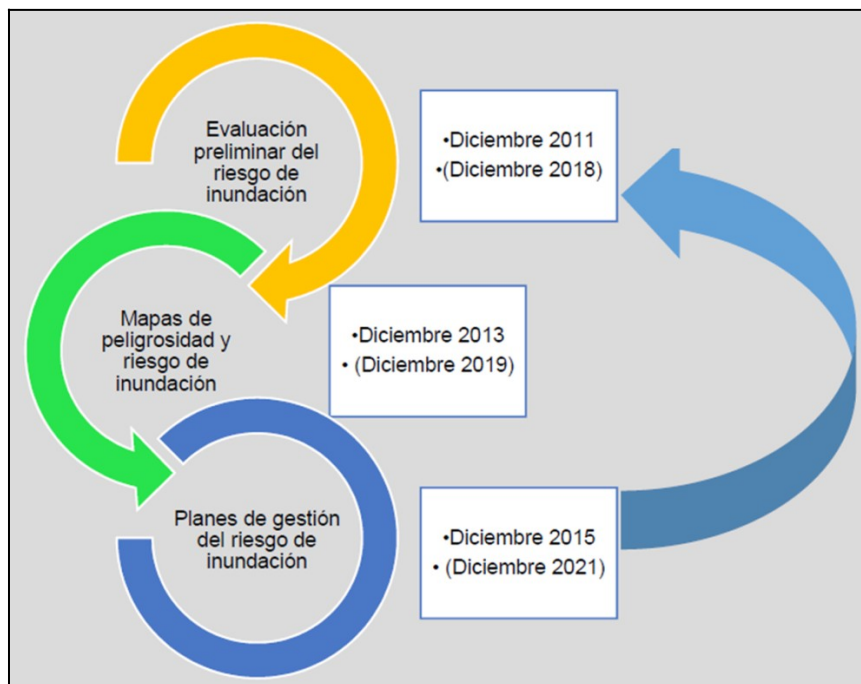 Evaluación
preliminar del
riesgo de
inundación
•Diciembre 2011
•(Diciembre 2018)
Mapas de
peligrosidad y
riesgo de
inundación
•Diciembre 2013
• (Diciembre 2019)
Planes de gestión
del riesgo de
inundación
•Diciembre 2015
• (Diciembre 2021)